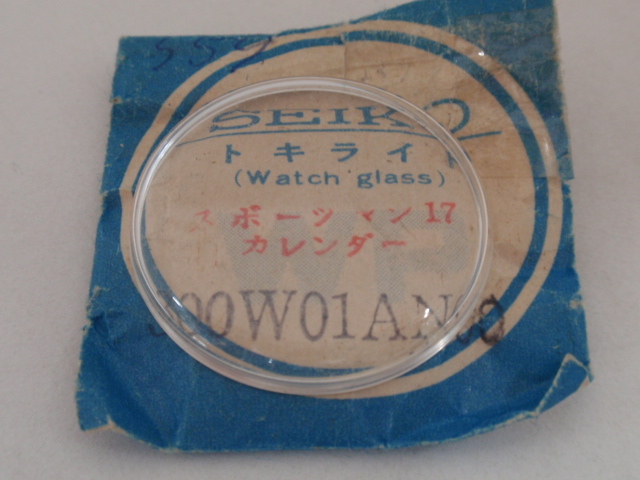 SEIKO
トキライト
(Watch glass)
スポーツマン17
カレンダー
300W01AN00